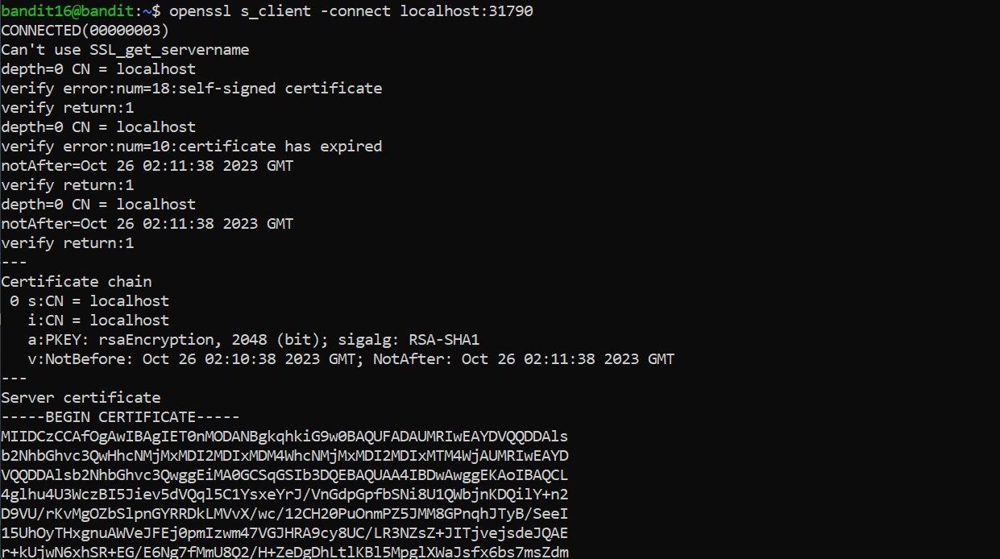 bandit16@bandit:~$ openssl s_client -connect localhost:31790
CONNECTED(00000003)
Can't use SSL_get_servername
depth=0 CN = localhost
verify error:num=18:self-signed certificate
verify return:1
depth=0 CN = localhost
verify error:num=10:certificate has expired
notAfter=Oct 26 02:11:38 2023 GMT
verify return:1
depth=0 CN = localhost
notAfter=Oct 26 02:11:38 2023 GMT
verify return:1
---
Certificate chain
 0 s:CN = localhost
   i:CN = localhost
   a:PKEY: rsaEncryption, 2048 (bit); sigalg: RSA-SHA1
   v:NotBefore: Oct 26 02:10:38 2023 GMT; NotAfter: Oct 26 02:11:38 2023 GMT
---
Server certificate
-----BEGIN CERTIFICATE-----
MIIDCzCCAfOgAwIBAgIET0nMODANBgkqhkiG9w0BAQUFADAUMRIwEAYDVQQDDAls
b2NhbGhvc3QwHhcNMjMxMDI2MDIxMDM4WhcNMjMxMDI2MDIxMTM4WjAUMRIwEAYD
VQQDDAlsb2NhbGhvc3QwggEiMA0GCSqGSIb3DQEBAQUAA4IBDwAwggEKAoIBAQCL
4glhu4U3WczBI5Jiev5dVQql5C1YsxeYrJ/VnGdpGpfbSNi8U1QWbjnKDQilY+n2
D9VU/rKvMgOZbSlpnGYRRDkLMVvX/wc/12CH20PuOnmPZ5JMM8GPnqhJTyB/SeeI
15UhOyTHxgnuAWVeJFEj0pmIzwm47VGJHRA9cy8UC/LR3NZsZ+JITjvejsdeJQAE
r+kUjwN6xhSR+EG/E6Ng7fMmU8Q2/H+ZeDgDhLtlKBl5MpglXWaJsfx6bs7msZdm